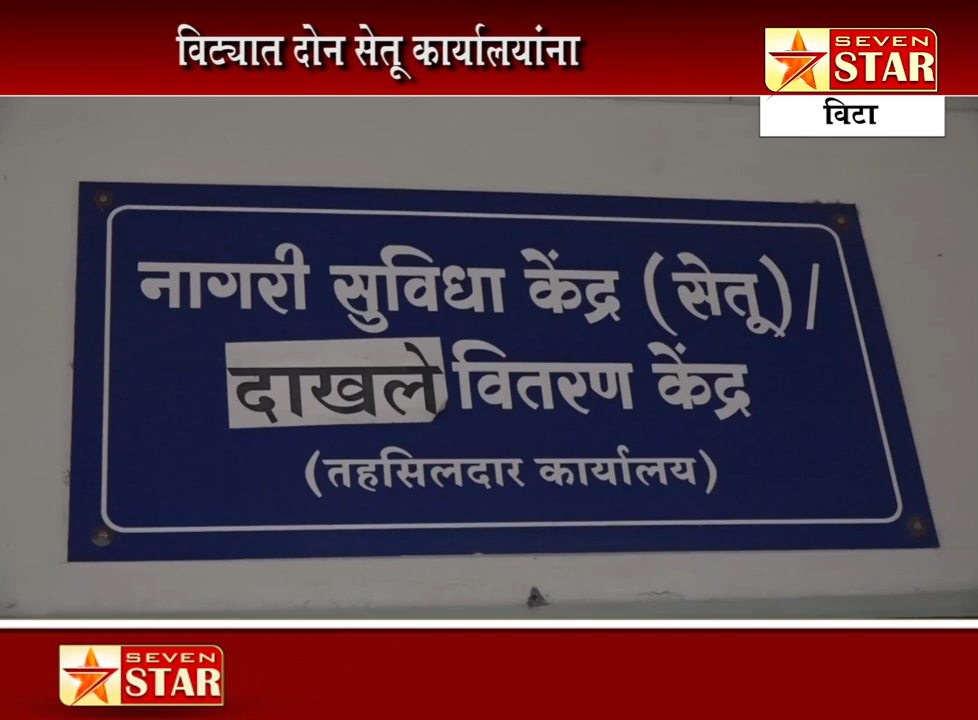 विट्यात दोन सेतू कार्यालयांना
SEVEN
STAR
विटा
नागरी सुविधा केंद्र (सेतू)/
दाखले वितरण केंद्र
(तहसिलदार कार्यालय)
SEVEN
STAR